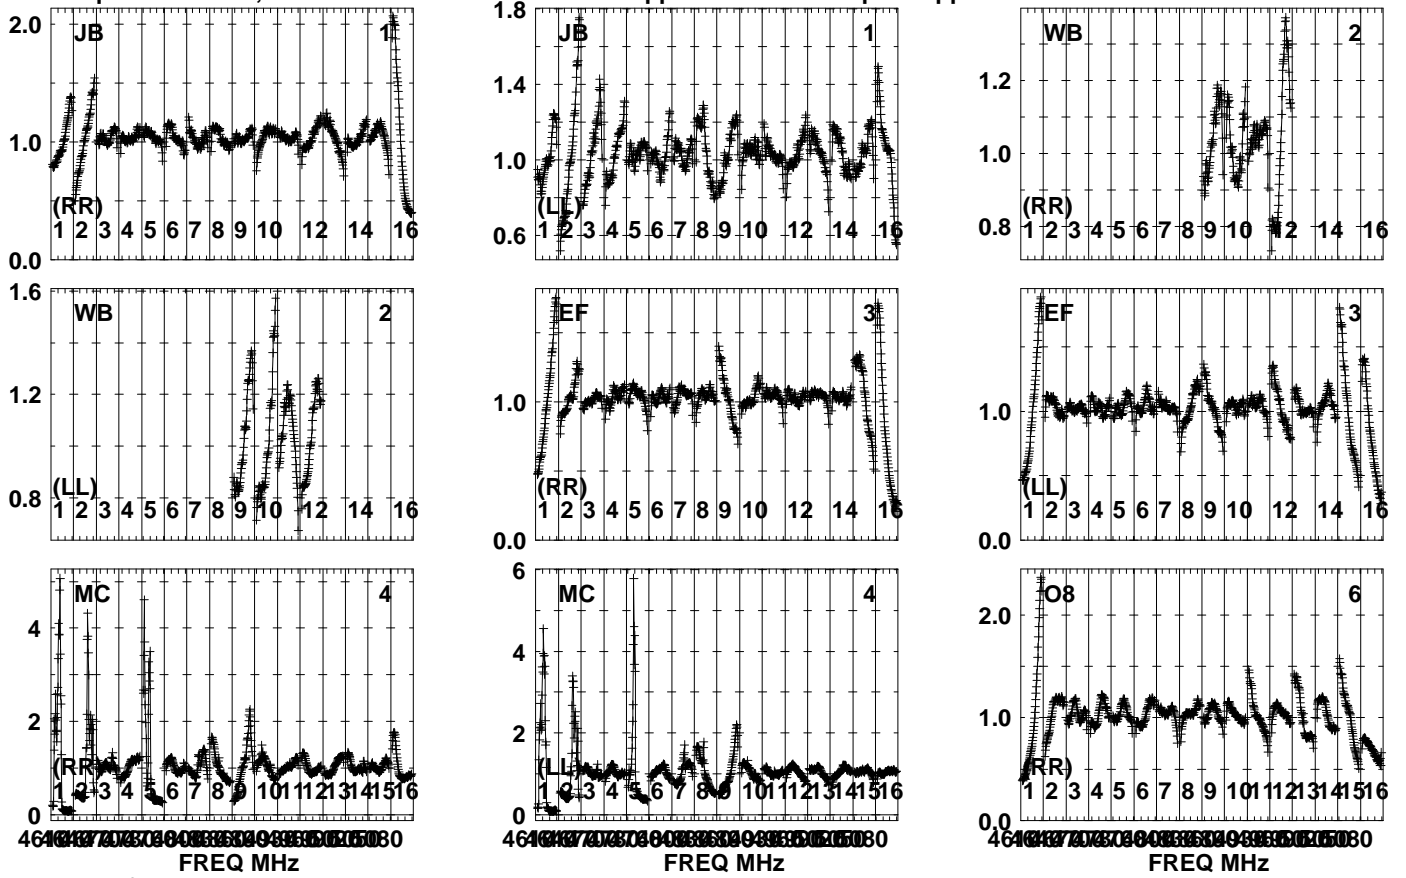 2.0 JB 1
1.0
(RR)
1 2 3 4 5 6 7 8 9 10 12 14 16
0.0
1.8 JB 1
1.4
1.0
(LL)
0.6
1 2 3 4 5 6 7 8 9 10 12 14 16
WB 2
1.2
1.0
(RR)
0.8
1 2 3 4 5 6 7 8 9 10 12 14 16
1.6 WB 2
1.2
(LL)
0.8
1 2 3 4 5 6 7 8 9 10 12 14 16
EF 3
1.0
(RR)
1 2 3 4 5 6 7 8 9 10 12 14 16
0.0
EF 3
1.0
(LL)
1 2 3 4 5 6 7 8 9 10 12 14 16
0.0
MC 4
4
2
(RR)
1 2 3 4 5 6 7 8 9 10 11 12 13 14 15 16
0
FREQ MHz
6 MC 4
4
2
(LL)
1 2 3 4 5 6 7 8 9 10 11 12 13 14 15 16
0
FREQ MHz
O8 6
2.0
1.0
(RR)
1 2 3 4 5 6 7 8 9 10 11 11 12 13 14 15 16
0.0
FREQ MHz